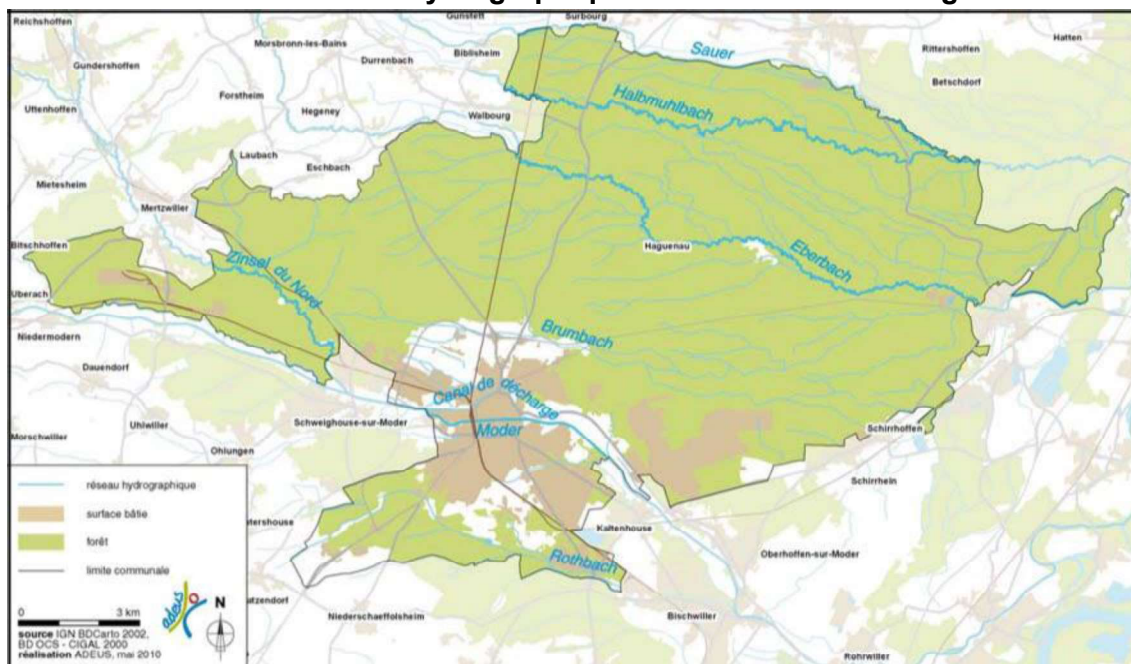 Gunstett
Surbourg
Reichshoffen
Morsbronn-les-Bains
Biblisheim
Sauer
Rittershoffen
Hatten
Gundershoffen
Durrenbach
Betschdorf
Forstheim
Halbmuhlbach
Uttenhoffen
Hegeney
Walbourg
Laubach
Eschbach
Mietesheim
Mertzwiller
Bitschhoffen
Haguenau
Eberbach
Zinsel du Nord
Uberach
Niedermodern
Brumbach
Dauendorf
Canal de décharge
Uhlwiller
Schweighouse-sur-Moder
Moder
Schirrhoffen
Morschwiller
Ohlungen
Schirrhein
réseau hydrographique
surface bâtie
Kaltenhouse
forêt
Oberhoffen-sur-Moder
Rothbach
limite communale
Niederschaeffolsheim
Bischwiller
Rohrwiller
adeus
N
0 3 km
source IGN BDCarto 2002,
BD OCS - CIGAL 2000
réalisation ADEUS, mai 2010